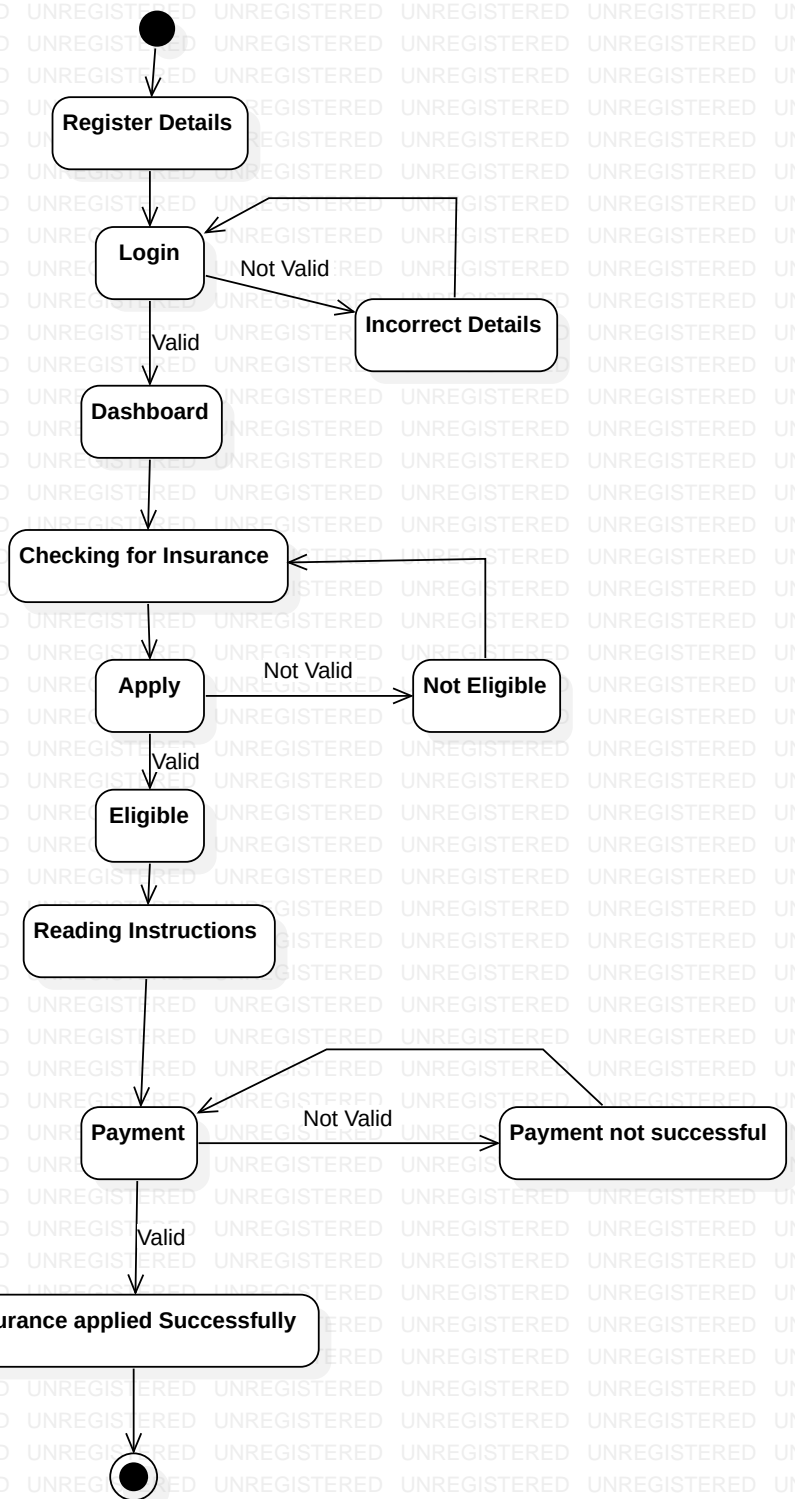 Register Details
Login
Not Valid
Incorrect Details
Valid
Dashboard
Checking for Insurance
Apply
Not Valid
Not Eligible
Valid
Eligible
Reading Instructions
Payment
Not Valid
Payment not successful
Valid
urance applied Successfully
UNREGISTERED